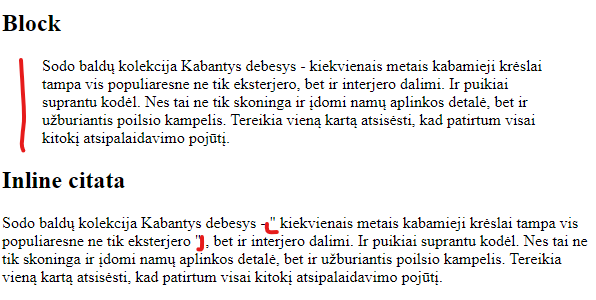 Block
Sodo baldų kolekcija Kabantys debesys - kiekvienais metais kabamieji krėslai
tampa vis populiaresne ne tik eksterjero, bet ir interjero dalimi. Ir puikiai
suprantu kodėl. Nes tai ne tik skoninga ir įdomi namų aplinkos detalė, bet ir
užburiantis poilsio kampelis. Tereikia vieną kartą atsisėsti, kad patirtum visai
kitokį atsipalaidavimo pojūtį.
Inline citata
Sodo baldų kolekcija Kabantys debesys -" kiekvienais metais kabamieji krėslai tampa vis
populiaresne ne tik eksterjero ", bet ir interjero dalimi. Ir puikiai suprantu kodėl. Nes tai ne
tik skoninga ir įdomi namų aplinkos detalė, bet ir užburiantis poilsio kampelis. Tereikia
vieną kartą atsisėsti, kad patirtum visai kitokį atsipalaidavimo pojūtį.